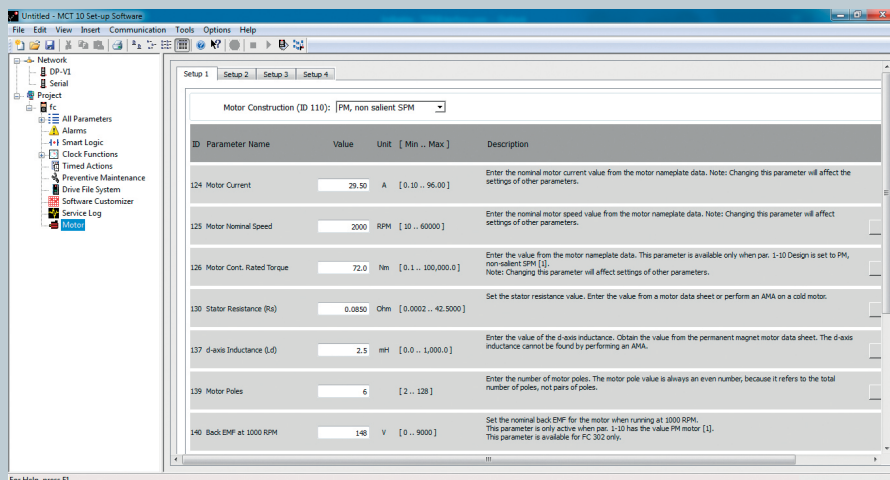 Untitled - MCT 10 Set-up Software
File Edit View Insert Communication Tools Options Help
Network
DP-V1
Serial
Project
fc
All Parameters
Alarms
Smart Logic
Clock Functions
Timed Actions
Preventive Maintenance
Drive File System
Software Customizer
Service Log
Motor
Setup 1 Setup 2 Setup 3 Setup 4
Motor Construction (ID 110): PM, non salient SPM
ID Parameter Name Value Unit [ Min .. Max ] Description
124 Motor Current 29.50 A [ 0.10 .. 96.00 ] Enter the nominal motor current value from the motor nameplate data. Note: Changing this parameter will affect the
settings of other parameters.
125 Motor Nominal Speed 2000 RPM [ 10 .. 60000 ] Enter the nominal motor speed value from the motor nameplate data. Note: Changing this parameter will affect
settings of other parameters.
126 Motor Cont. Rated Torque 72.0 Nm [ 0.1 .. 100,000.0 ] Enter the value from the motor nameplate data. This parameter is available only when par. 1-10 Design is set to PM,
non-salient SPM [1].
Note: Changing this parameter will affect settings of other parameters.
130 Stator Resistance (Rs) 0.0850 Ohm [ 0.0002 .. 42.5000 ] Set the stator resistance value. Enter the value from a motor data sheet or perform an AMA on a cold motor.
137 d-axis Inductance (Ld) 2.5 mH [ 0.0 .. 1,000.0 ] Enter the value of the d-axis inductance. Obtain the value from the permanent magnet motor data sheet. The d-axis
inductance cannot be found by performing an AMA.
139 Motor Poles 6 [ 2 .. 128 ] Enter the number of motor poles. The motor pole value is always an even number, because it refers to the total
number of poles, not pairs of poles.
140 Back EMF at 1000 RPM 148 V [ 0 .. 9000 ] Set the nominal back EMF for the motor when running at 1000 RPM.
This parameter is only active when par. 1-10 has the value PM motor [1].
This parameter is available for FC 302 only.
For Help, press F1